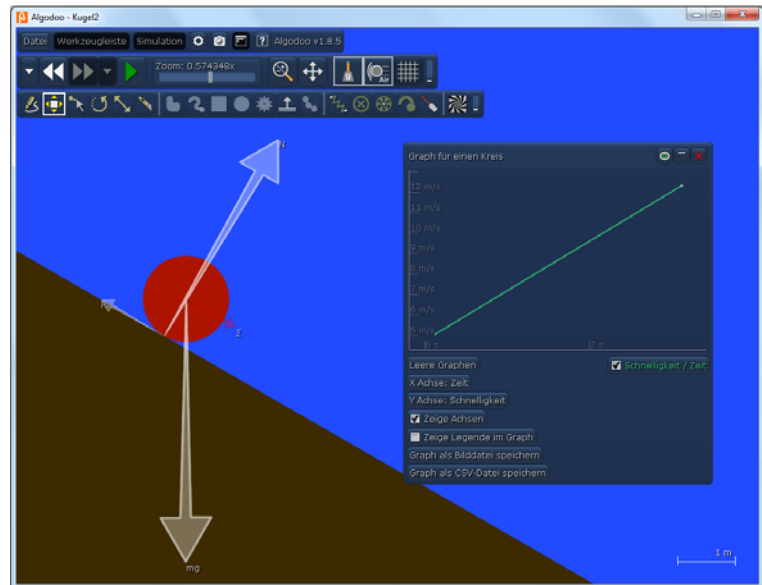 Algodoo - Kugel2
Datei Werkzeugleiste Simulation Algodoo v1.8.5
Zoom: 0.574348x
Air
N
R
Σ
mg
Graph für einen Kreis
12 m/s
11 m/s
10 m/s
9 m/s
8 m/s
7 m/s
6 m/s
5 m/s
6 s 7 s
Leere Graphen Schnelligkeit / Zeit
X Achse: Zeit
Y Achse: Schnelligkeit
Zeige Achsen
Zeige Legende im Graph
Graph als Bilddatei speichern
Graph als CSV-Datei speichern
1 m